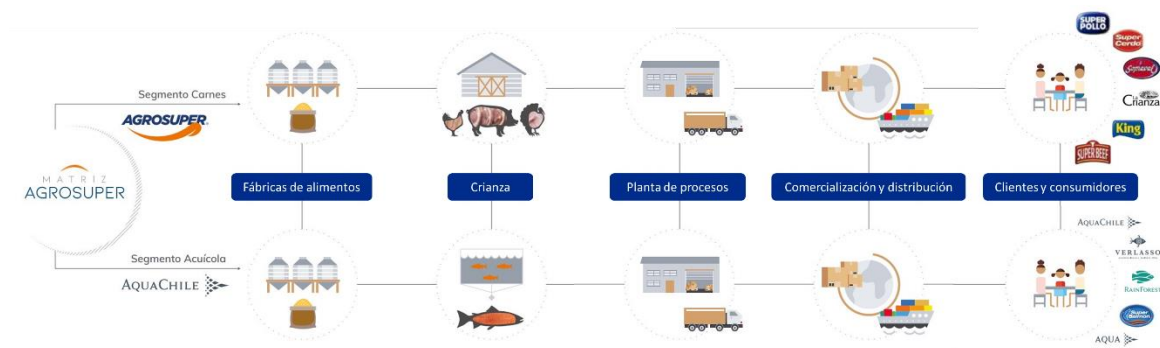 SUPER
POLLO
Super
Cerdo
Sopraval
La Crianza
King
SUPER BEEF
Segmento Carnes
AGROSUPER
MATRIZ
AGROSUPER
Fábricas de alimentos
Crianza
Planta de procesos
Comercialización y distribución
Clientes y consumidores
Segmento Acuícola
AQUACHILE
AQUACHILE
VERLASSO
RAINFOREST
Super
Salmon
AQUA